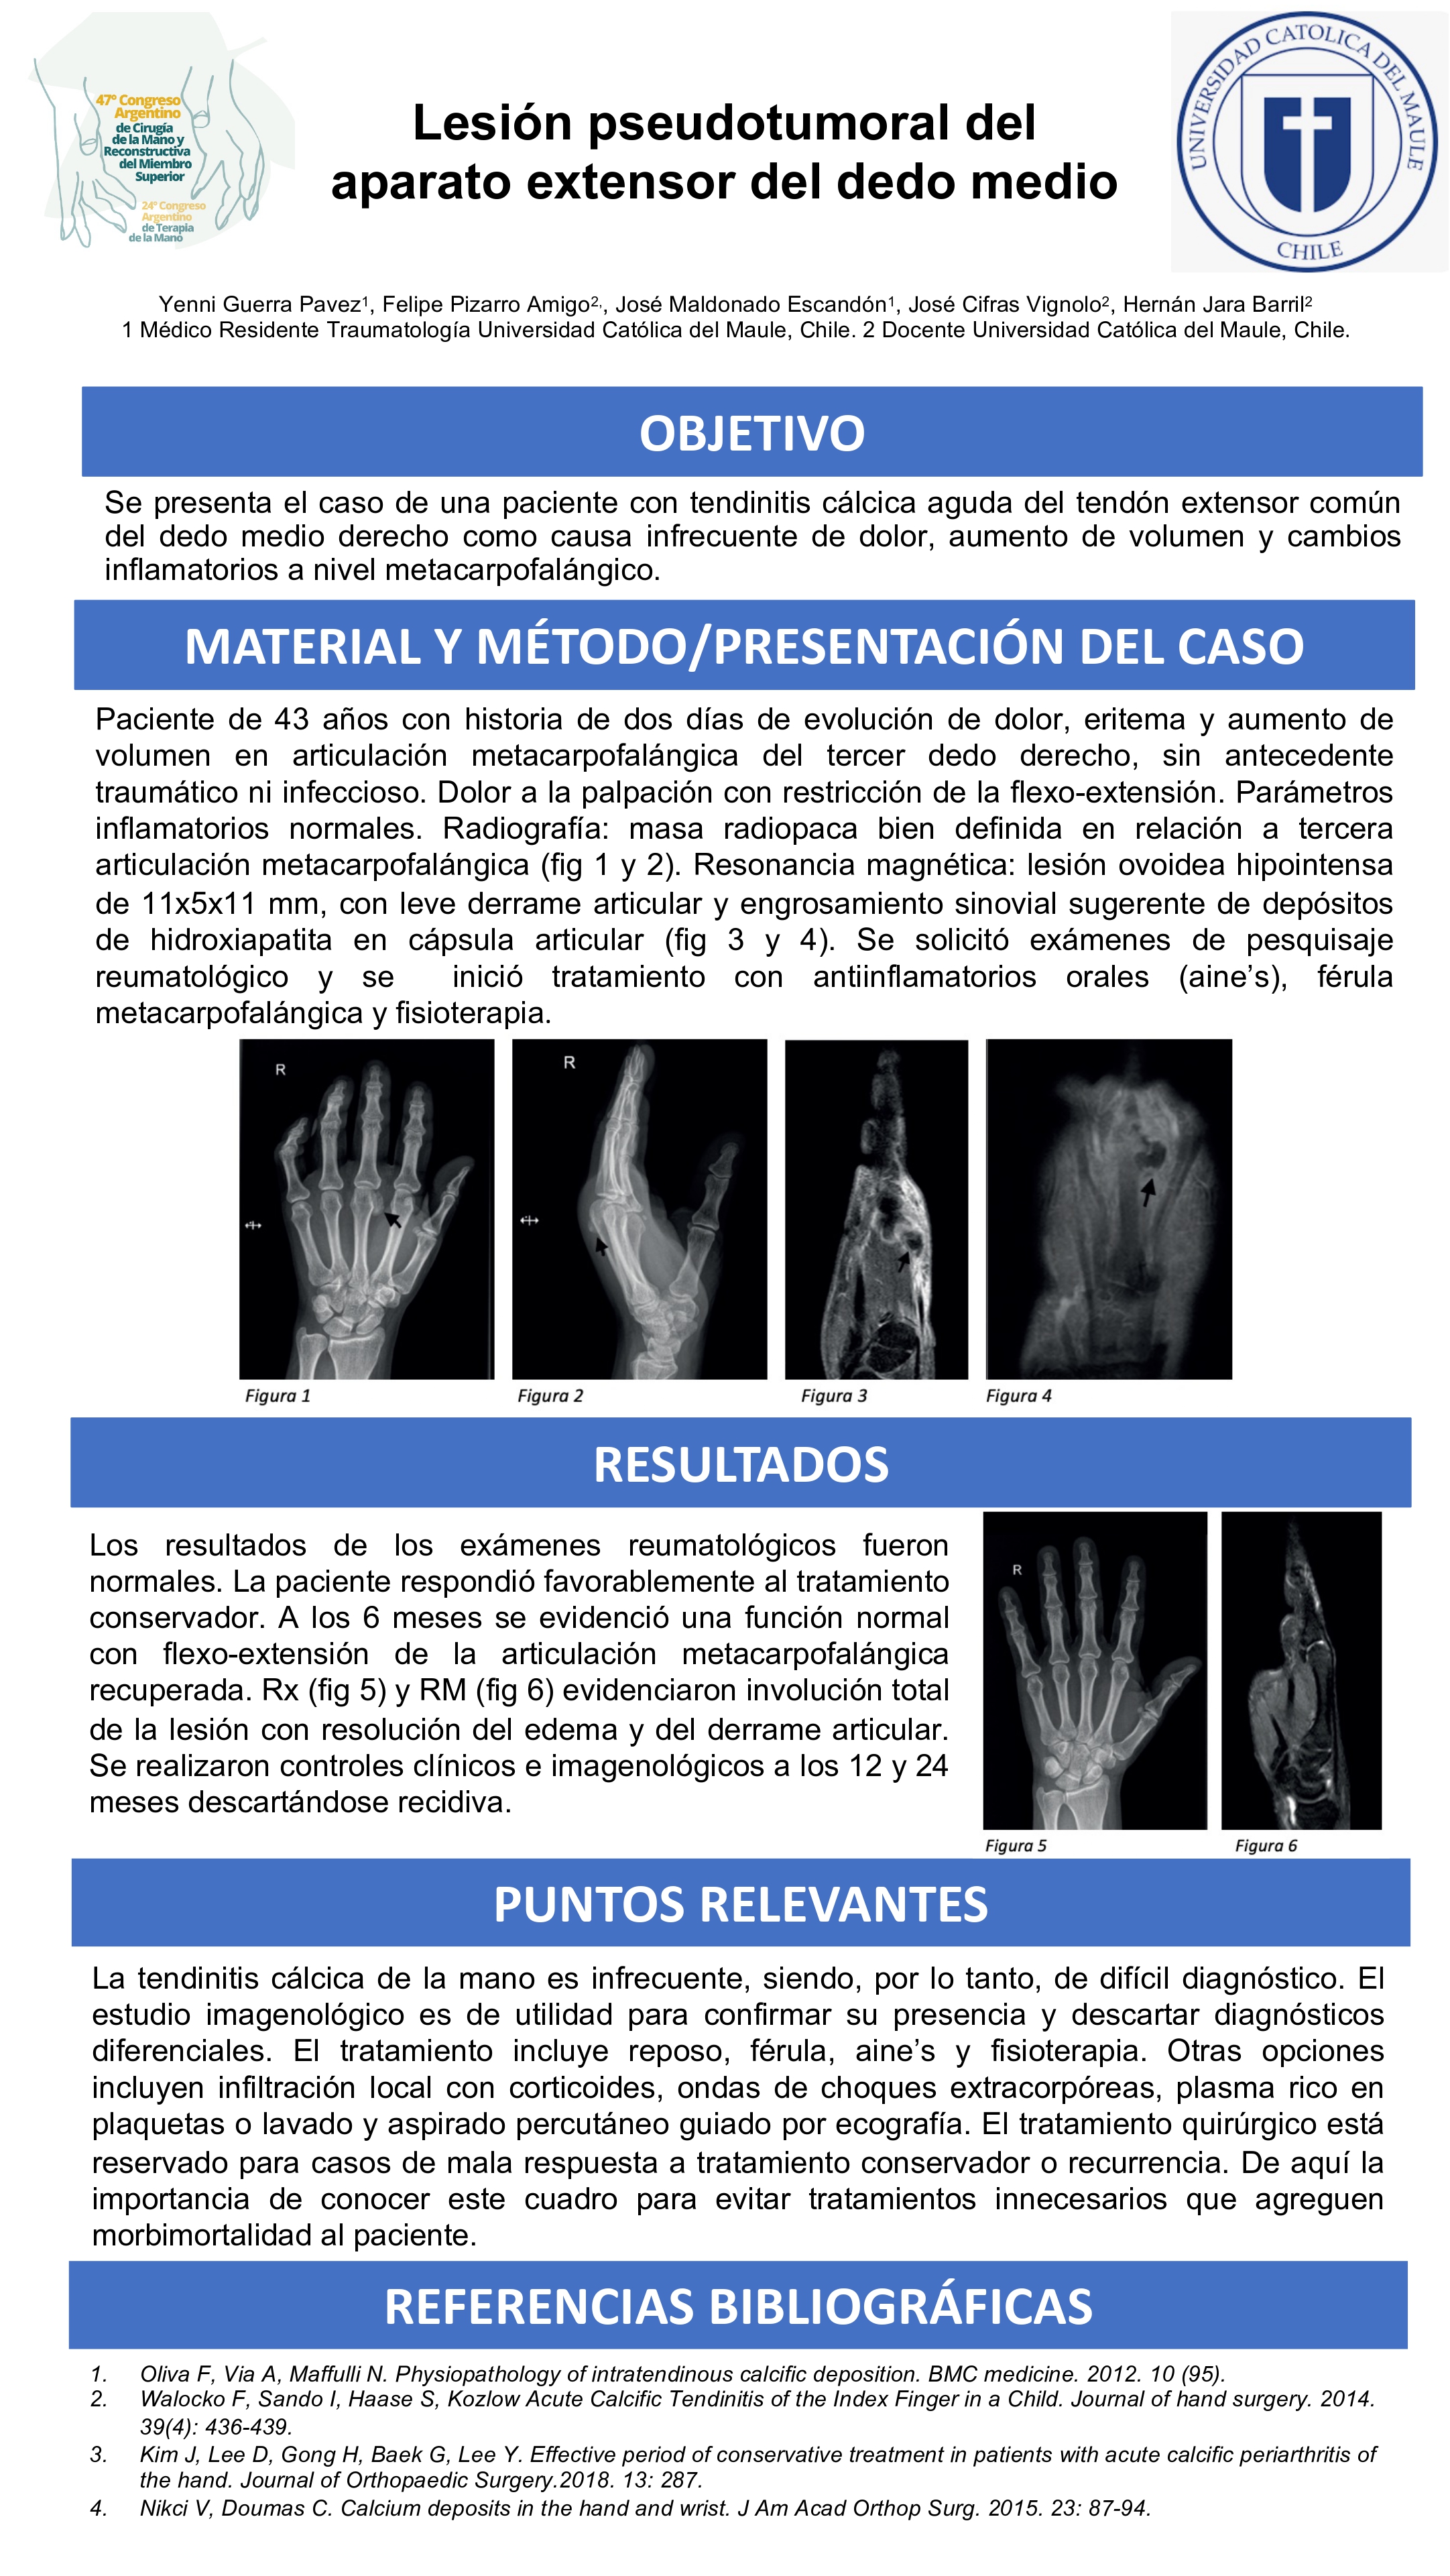 47º Congreso
Argentino
de Cirugía
de la Mano y
Reconstructiva
del Miembro
Superior
24º Congreso
Argentino
de Terapia
de la Mano
Lesión pseudotumoral del
aparato extensor del dedo medio
UNIVERSIDAD CATOLICA DEL MAULE
CHILE
Yenni Guerra Pavez1, Felipe Pizarro Amigo2,, José Maldonado Escandón1, José Cifras Vignolo2, Hernán Jara Barril2
1 Médico Residente Traumatología Universidad Católica del Maule, Chile. 2 Docente Universidad Católica del Maule, Chile.
OBJETIVO
Se presenta el caso de una paciente con tendinitis cálcica aguda del tendón extensor común
del dedo medio derecho como causa infrecuente de dolor, aumento de volumen y cambios
inflamatorios a nivel metacarpofalángico.
MATERIAL Y MÉTODO/PRESENTACIÓN DEL CASO
Paciente de 43 años con historia de dos días de evolución de dolor, eritema y aumento de
volumen en articulación metacarpofalángica del tercer dedo derecho, sin antecedente
traumático ni infeccioso. Dolor a la palpación con restricción de la flexo-extensión. Parámetros
inflamatorios normales. Radiografía: masa radiopaca bien definida en relación a tercera
articulación metacarpofalángica (fig 1 y 2). Resonancia magnética: lesión ovoidea hipointensa
de 11x5x11 mm, con leve derrame articular y engrosamiento sinovial sugerente de depósitos
de hidroxiapatita en cápsula articular (fig 3 y 4). Se solicitó exámenes de pesquisaje
reumatológico y se inició tratamiento con antiinflamatorios orales (aine’s), férula
metacarpofalángica y fisioterapia.
R
R
Figura 1
Figura 2
Figura 3
Figura 4
RESULTADOS
Los resultados de los exámenes reumatológicos fueron
normales. La paciente respondió favorablemente al tratamiento
conservador. A los 6 meses se evidenció una función normal
con flexo-extensión de la articulación metacarpofalángica
recuperada. Rx (fig 5) y RM (fig 6) evidenciaron involución total
de la lesión con resolución del edema y del derrame articular.
Se realizaron controles clínicos e imagenológicos a los 12 y 24
meses descartándose recidiva.
R
Figura 5
Figura 6
PUNTOS RELEVANTES
La tendinitis cálcica de la mano es infrecuente, siendo, por lo tanto, de difícil diagnóstico. El
estudio imagenológico es de utilidad para confirmar su presencia y descartar diagnósticos
diferenciales. El tratamiento incluye reposo, férula, aine’s y fisioterapia. Otras opciones
incluyen infiltración local con corticoides, ondas de choques extracorpóreas, plasma rico en
plaquetas o lavado y aspirado percutáneo guiado por ecografía. El tratamiento quirúrgico está
reservado para casos de mala respuesta a tratamiento conservador o recurrencia. De aquí la
importancia de conocer este cuadro para evitar tratamientos innecesarios que agreguen
morbimortalidad al paciente.
REFERENCIAS BIBLIOGRÁFICAS
1. Oliva F, Via A, Maffulli N. Physiopathology of intratendinous calcific deposition. BMC medicine. 2012. 10 (95).
2. Walocko F, Sando I, Haase S, Kozlow Acute Calcific Tendinitis of the Index Finger in a Child. Journal of hand surgery. 2014.
39(4): 436-439.
3. Kim J, Lee D, Gong H, Baek G, Lee Y. Effective period of conservative treatment in patients with acute calcific periarthritis of
the hand. Journal of Orthopaedic Surgery.2018. 13: 287.
4. Nikci V, Doumas C. Calcium deposits in the hand and wrist. J Am Acad Orthop Surg. 2015. 23: 87-94.